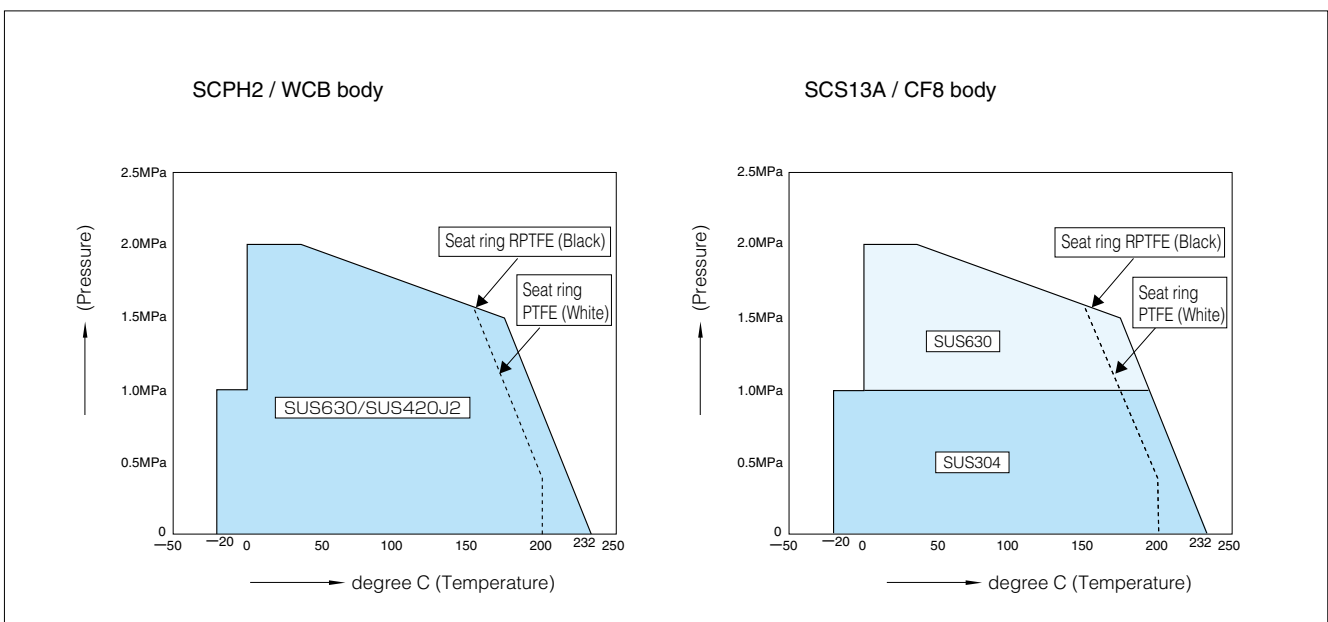 SCPH2 / WCB body
2.5MPa
2.0MPa
1.5MPa
1.0MPa
0.5MPa
0
(Pressure)
Seat ring RPTFE (Black)
Seat ring
PTFE (White)
SUS630/SUS420J2
—50 —20 0 50 100 150 200 232 250
degree C (Temperature)
SCS13A / CF8 body
2.5MPa
2.0MPa
1.5MPa
1.0MPa
0.5MPa
0
(Pressure)
Seat ring RPTFE (Black)
Seat ring
PTFE (White)
SUS630
SUS304
—50 —20 0 50 100 150 200 232 250
degree C (Temperature)